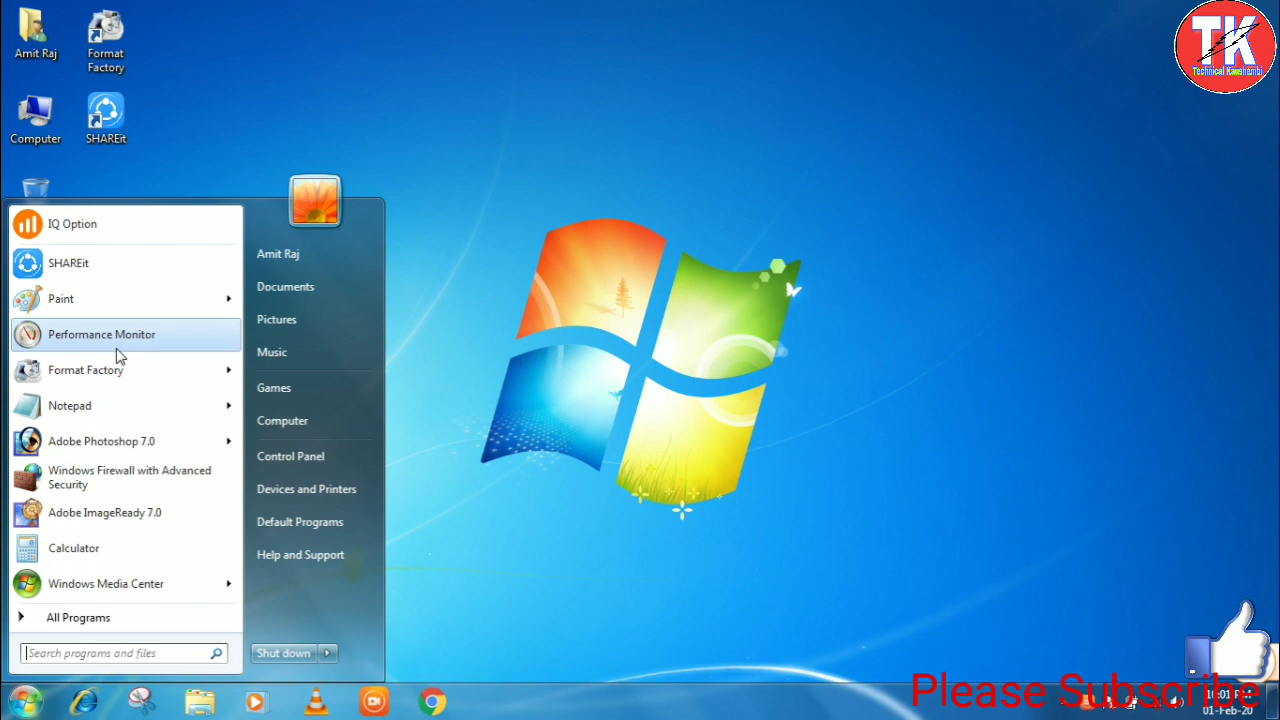 Amit Raj
Format
Factory
Computer
SHAREit
TK
Technical Kaushambi
IQ Option
SHAREit
Paint
Performance Monitor
Format Factory
Notepad
Adobe Photoshop 7.0
Windows Firewall with Advanced
Security
Adobe ImageReady 7.0
Calculator
Windows Media Center
All Programs
Search programs and files
Amit Raj
Documents
Pictures
Music
Games
Computer
Control Panel
Devices and Printers
Default Programs
Help and Support
Shut down
Please Subscribe
10:01 PM
01-Feb-20